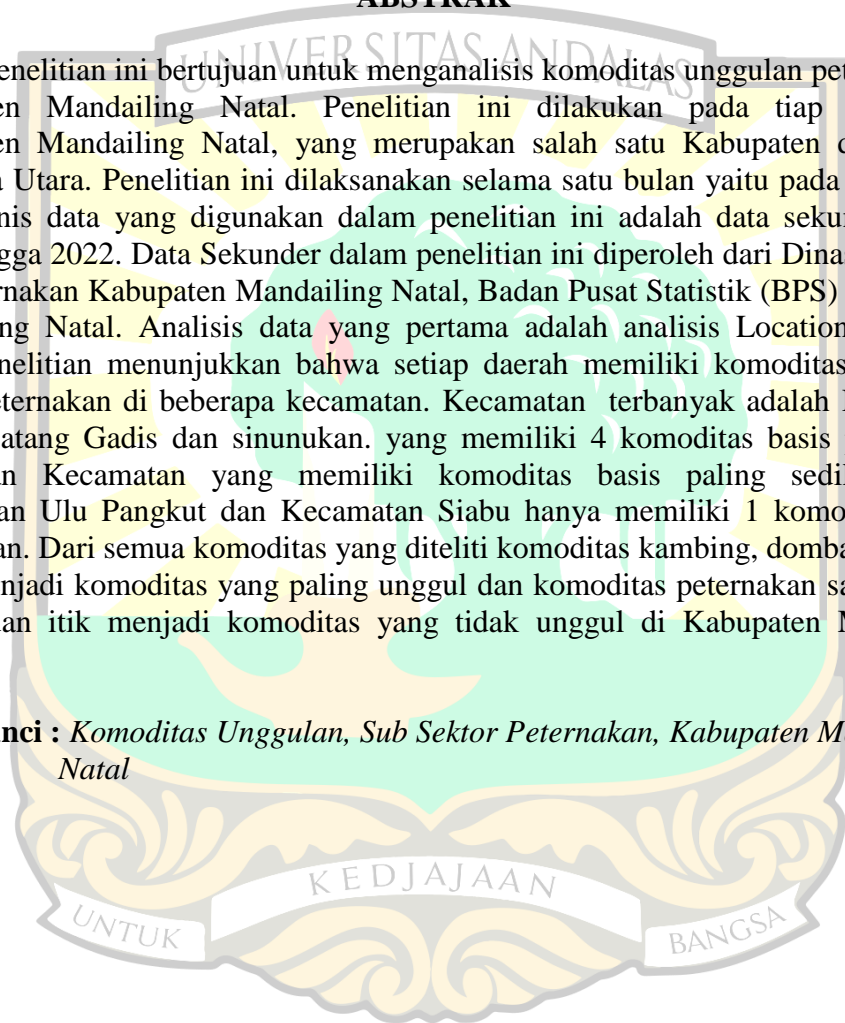 ABSTRAK
UNIVERSITAS ANDALAS
enelitian ini bertujuan untuk menganalisis komoditas unggulan pet
en Mandailing Natal. Penelitian ini dilakukan pada tiap
en Mandailing Natal, yang merupakan salah satu Kabupaten d
a Utara. Penelitian ini dilaksanakan selama satu bulan yaitu pada
nis data yang digunakan dalam penelitian ini adalah data sekun
gga 2022. Data Sekunder dalam penelitian ini diperoleh dari Dinas
rnakan Kabupaten Mandailing Natal, Badan Pusat Statistik (BPS)
ng Natal. Analisis data yang pertama adalah analisis Location
nelitian menunjukkan bahwa setiap daerah memiliki komoditas
eternakan di beberapa kecamatan. Kecamatan terbanyak adalah
atang Gadis dan sinunukan. yang memiliki 4 komoditas basis
an Kecamatan yang memiliki komoditas basis paling sedi
an Ulu Pangkut dan Kecamatan Siabu hanya memiliki 1 komo
an. Dari semua komoditas yang diteliti komoditas kambing, domba
njadi komoditas yang paling unggul dan komoditas peternakan sa
an itik menjadi komoditas yang tidak unggul di Kabupaten M
nci : Komoditas Unggulan, Sub Sektor Peternakan, Kabupaten M
Natal
UNTUK KEDJAJAAN BANGSA